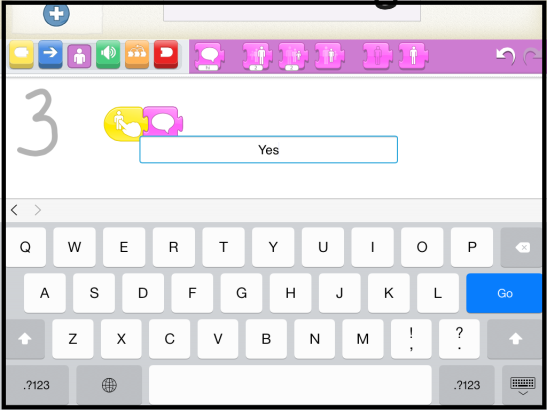 3
Yes
Q W E R T Y U I O P
A S D F G H J K L Go
Z X C V B N M ! , ? .
.?123 .?123